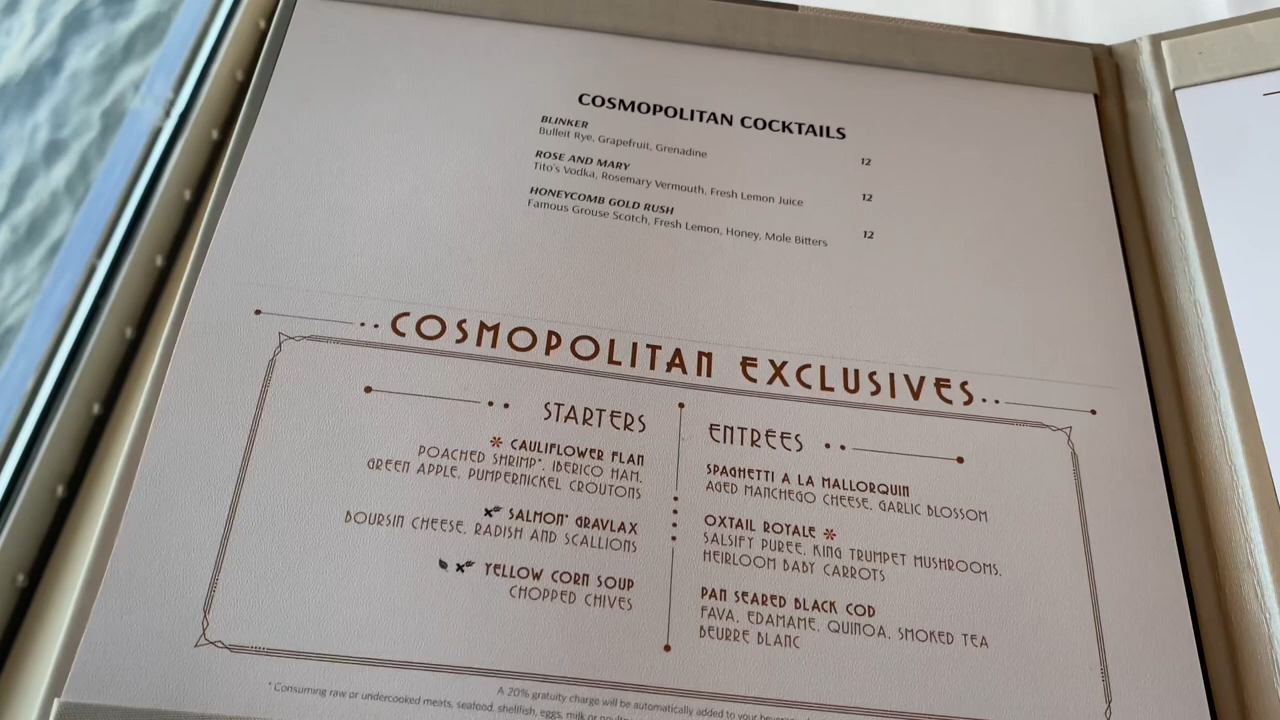 COSMOPOLITAN COCKTAILS
BLINKER
Bulleit Rye, Grapefruit, Grenadine 12
ROSE AND MARY
Tito's Vodka, Rosemary Vermouth, Fresh Lemon Juice 12
HONEYCOMB GOLD RUSH
Famous Grouse Scotch, Fresh Lemon, Honey, Mole Bitters 12
COSMOPOLITAN EXCLUSIVES
STARTERS
CAULIFLOWER FLAN
POACHED SHRIMP*, IBERICO HAM,
GREEN APPLE, PUMPERNICKEL CROUTONS
SALMON* GRAVLAX
BOURSIN CHEESE, RADISH AND SCALLIONS
YELLOW CORN SOUP
CHOPPED CHIVES
ENTRÉES
SPAGHETTI A LA MALLORQUIN
AGED MANCHEGO CHEESE, GARLIC BLOSSOM
OXTAIL ROYALE
SALSIFY PUREE, KING TRUMPET MUSHROOMS,
HEIRLOOM BABY CARROTS
PAN SEARED BLACK COD
FAVA, EDAMAME, QUINOA, SMOKED TEA
BEURRE BLANC
A 20% gratuity charge will be automatically added to your
* Consuming raw or undercooked meats, seafood, shellfish, eggs, milk or